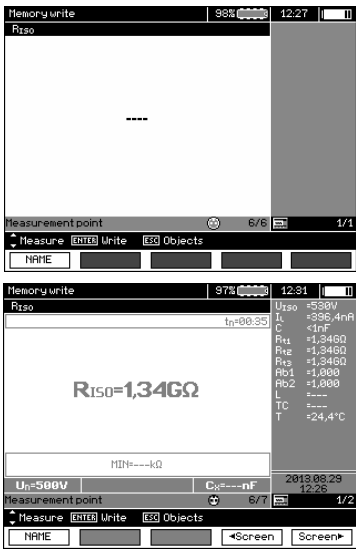 Memory write 98% 12:27
RISO
----
Measurement point 6/6 1/1
Measure ENTER Write ESC Objects
NAME
Memory write 97% 12:31
RISO
tn=00:35
RISO=1,34GΩ
MIN=---kΩ
Un=500V Cx=---nF
UISO =530V
IL =396,4nA
C <1nF
Rt1 =1,34GΩ
Rt2 =1,34GΩ
Rt3 =1,34GΩ
Ab1 =1,000
Ab2 =1,000
L =---
TC =---
T =24,4°C
2013.08.29
12:26
Measurement point 6/7 1/2
Measure ENTER Write ESC Objects
NAME ◄Screen Screen►